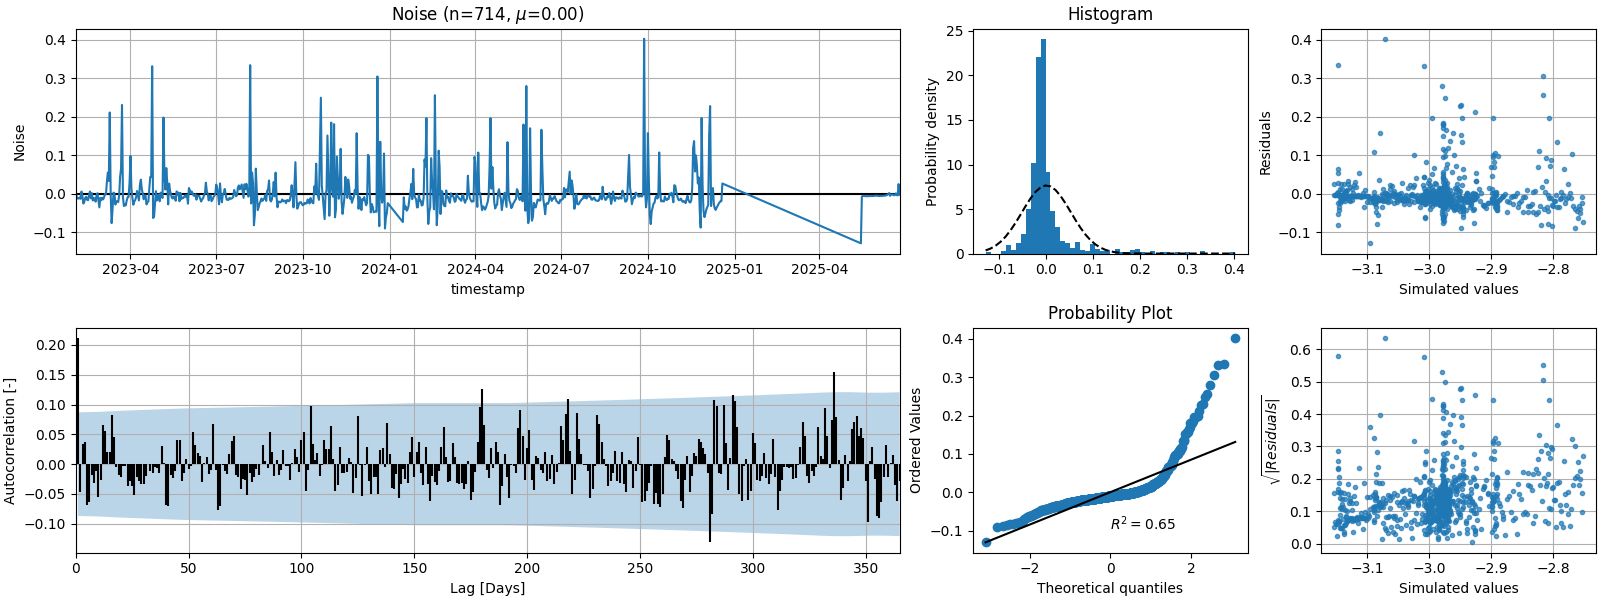 Noise (n=714, μ=0.00)
Noise
0.4
0.3
0.2
0.1
0.0
−0.1
2023-04 2023-07 2023-10 2024-01 2024-04 2024-07 2024-10 2025-01 2025-04
timestamp
Histogram
Probability density
25
20
15
10
5
0
−0.1 0.0 0.1 0.2 0.3 0.4
Residuals
0.4
0.3
0.2
0.1
0.0
−0.1
−3.1 −3.0 −2.9 −2.8
Simulated values
Autocorrelation [-]
0.20
0.15
0.10
0.05
0.00
−0.05
−0.10
0 50 100 150 200 250 300 350
Lag [Days]
Probability Plot
Ordered Values
0.4
0.3
0.2
0.1
0.0
−0.1
R² = 0.65
−2 0 2
Theoretical quantiles
√|Residuals|
0.6
0.5
0.4
0.3
0.2
0.1
0.0
−3.1 −3.0 −2.9 −2.8
Simulated values